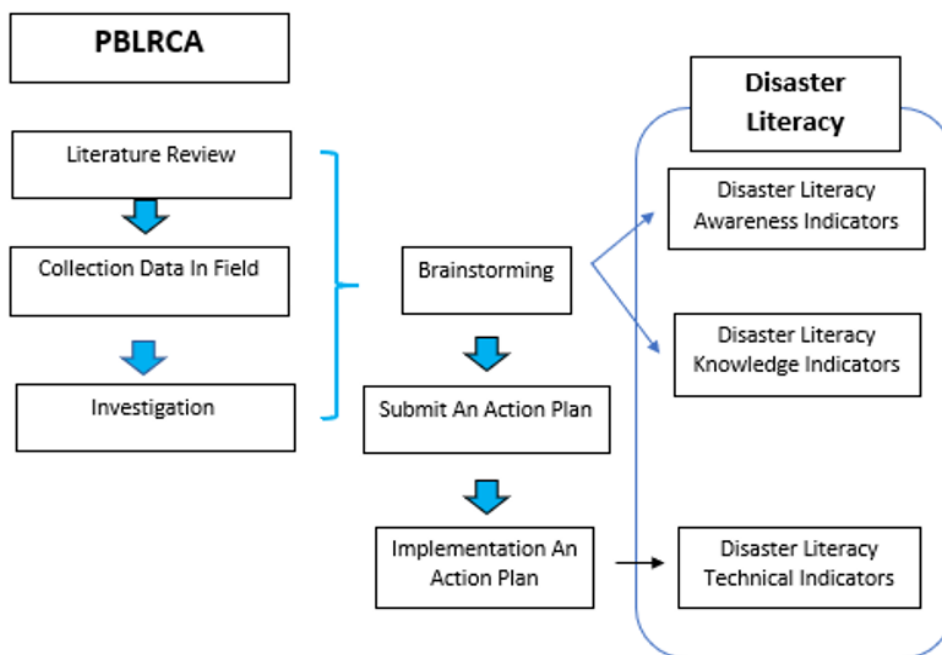 PBLRCA
Literature Review
Collection Data In Field
Investigation
Brainstorming
Submit An Action Plan
Implementation An
Action Plan
Disaster
Literacy
Disaster Literacy
Awareness Indicators
Disaster Literacy
Knowledge Indicators
Disaster Literacy
Technical Indicators